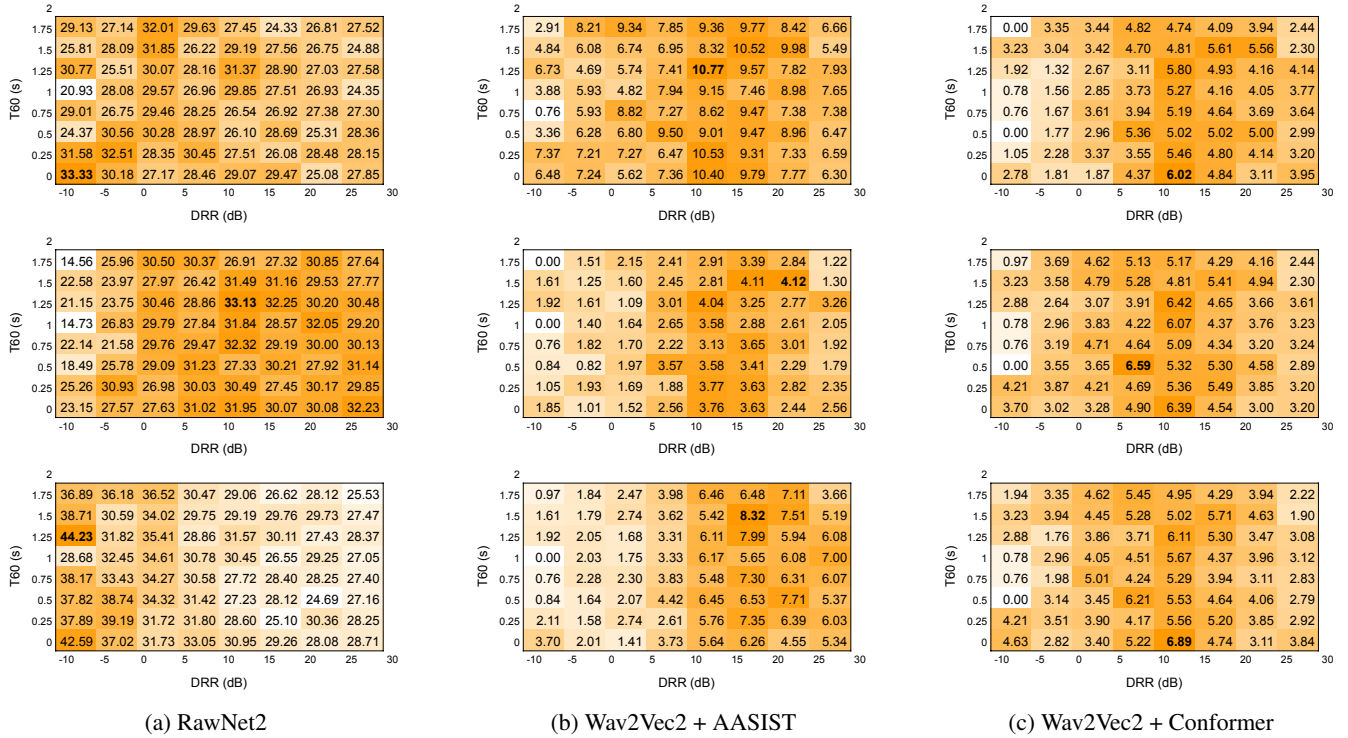 2
1.75 29.13 27.14 32.01 29.63 27.45 24.33 26.81 27.52
1.5 25.81 28.09 31.85 26.22 29.19 27.56 26.75 24.88
1.25 30.77 25.51 30.07 28.16 31.37 28.90 27.03 27.58
1 20.93 28.08 29.57 26.96 29.85 27.51 26.93 24.35
0.75 29.01 26.75 29.46 28.25 26.54 26.92 27.38 27.30
0.5 24.37 30.56 30.28 28.97 26.10 28.69 25.31 28.36
0.25 31.58 32.51 28.35 30.45 27.51 26.08 28.48 28.15
0 33.33 30.18 27.17 28.46 29.07 29.47 25.08 27.85
T60 (s)
-10 -5 0 5 10 15 20 25 30
DRR (dB)
2
1.75 2.91 8.21 9.34 7.85 9.36 9.77 8.42 6.66
1.5 4.84 6.08 6.74 6.95 8.32 10.52 9.98 5.49
1.25 6.73 4.69 5.74 7.41 10.77 9.57 7.82 7.93
1 3.88 5.93 4.82 7.94 9.15 7.46 8.98 7.65
0.75 0.76 5.93 8.82 7.27 8.62 9.47 7.38 7.38
0.5 3.36 6.28 6.80 9.50 9.01 9.47 8.96 6.47
0.25 7.37 7.21 7.27 6.47 10.53 9.31 7.33 6.59
0 6.48 7.24 5.62 7.36 10.40 9.79 7.77 6.30
T60 (s)
-10 -5 0 5 10 15 20 25 30
DRR (dB)
2
1.75 0.00 3.35 3.44 4.82 4.74 4.09 3.94 2.44
1.5 3.23 3.04 3.42 4.70 4.81 5.61 5.56 2.30
1.25 1.92 1.32 2.67 3.11 5.80 4.93 4.16 4.14
1 0.78 1.56 2.85 3.73 5.27 4.16 4.05 3.77
0.75 0.76 1.67 3.61 3.94 5.19 4.64 3.69 3.64
0.5 0.00 1.77 2.96 5.36 5.02 5.02 5.00 2.99
0.25 1.05 2.28 3.37 3.55 5.46 4.80 4.14 3.20
0 2.78 1.81 1.87 4.37 6.02 4.84 3.11 3.95
T60 (s)
-10 -5 0 5 10 15 20 25 30
DRR (dB)
2
1.75 14.56 25.96 30.50 30.37 26.91 27.32 30.85 27.64
1.5 22.58 23.97 27.97 26.42 31.49 31.16 29.53 27.77
1.25 21.15 23.75 30.46 28.86 33.13 32.25 30.20 30.48
1 14.73 26.83 29.79 27.84 31.84 28.57 32.05 29.20
0.75 22.14 21.58 29.76 29.47 32.32 29.19 30.00 30.13
0.5 18.49 25.78 29.09 31.23 27.33 30.21 27.92 31.14
0.25 25.26 30.93 26.98 30.03 30.49 27.45 30.17 29.85
0 23.15 27.57 27.63 31.02 31.95 30.07 30.08 32.23
T60 (s)
-10 -5 0 5 10 15 20 25 30
DRR (dB)
2
1.75 0.00 1.51 2.15 2.41 2.91 3.39 2.84 1.22
1.5 1.61 1.25 1.60 2.45 2.81 4.11 4.12 1.30
1.25 1.92 1.61 1.09 3.01 4.04 3.25 2.77 3.26
1 0.00 1.40 1.64 2.65 3.58 2.88 2.61 2.05
0.75 0.76 1.82 1.70 2.22 3.13 3.65 3.01 1.92
0.5 0.84 0.82 1.97 3.57 3.58 3.41 2.29 1.79
0.25 1.05 1.93 1.69 1.88 3.77 3.63 2.82 2.35
0 1.85 1.01 1.52 2.56 3.76 3.63 2.44 2.56
T60 (s)
-10 -5 0 5 10 15 20 25 30
DRR (dB)
2
1.75 0.97 3.69 4.62 5.13 5.17 4.29 4.16 2.44
1.5 3.23 3.58 4.79 5.28 4.81 5.41 4.94 2.30
1.25 2.88 2.64 3.07 3.91 6.42 4.65 3.66 3.61
1 0.78 2.96 3.83 4.22 6.07 4.37 3.76 3.23
0.75 0.76 3.19 4.71 4.64 5.09 4.34 3.20 3.24
0.5 0.00 3.55 3.65 6.59 5.32 5.30 4.58 2.89
0.25 4.21 3.87 4.21 4.69 5.36 5.49 3.85 3.20
0 3.70 3.02 3.28 4.90 6.39 4.54 3.00 3.20
T60 (s)
-10 -5 0 5 10 15 20 25 30
DRR (dB)
2
1.75 36.89 36.18 36.52 30.47 29.06 26.62 28.12 25.53
1.5 38.71 30.59 34.02 29.75 29.19 29.76 29.73 27.47
1.25 44.23 31.82 35.41 28.86 31.57 30.11 27.43 28.37
1 28.68 32.45 34.61 30.78 30.45 26.55 29.25 27.05
0.75 38.17 33.43 34.27 30.58 27.72 28.40 28.25 27.40
0.5 37.82 38.74 34.32 31.42 27.23 28.12 24.69 27.16
0.25 37.89 39.19 31.72 31.80 28.60 25.10 30.36 28.25
0 42.59 37.02 31.73 33.05 30.95 29.26 28.08 28.71
T60 (s)
-10 -5 0 5 10 15 20 25 30
DRR (dB)
2
1.75 0.97 1.84 2.47 3.98 6.46 6.48 7.11 3.66
1.5 1.61 1.79 2.74 3.62 5.42 8.32 7.51 5.19
1.25 1.92 2.05 1.68 3.31 6.11 7.99 5.94 6.08
1 0.00 2.03 1.75 3.33 6.17 5.65 6.08 7.00
0.75 0.76 2.28 2.30 3.83 5.48 7.30 6.31 6.07
0.5 0.84 1.64 2.07 4.42 6.45 6.53 7.71 5.37
0.25 2.11 1.58 2.74 2.61 5.76 7.35 6.39 6.03
0 3.70 2.01 1.41 3.73 5.64 6.26 4.55 5.34
T60 (s)
-10 -5 0 5 10 15 20 25 30
DRR (dB)
2
1.75 1.94 3.35 4.62 5.45 4.95 4.29 3.94 2.22
1.5 3.23 3.94 4.45 5.28 5.02 5.71 4.63 1.90
1.25 2.88 1.76 3.86 3.71 6.11 5.30 3.47 3.08
1 0.78 2.96 4.05 4.51 5.67 4.37 3.96 3.12
0.75 0.76 1.98 5.01 4.24 5.29 3.94 3.11 2.83
0.5 0.00 3.14 3.45 6.21 5.53 4.64 4.06 2.79
0.25 4.21 3.51 3.90 4.17 5.56 5.20 3.85 2.92
0 4.63 2.82 3.40 5.22 6.89 4.74 3.11 3.84
T60 (s)
-10 -5 0 5 10 15 20 25 30
DRR (dB)
(a) RawNet2
(b) Wav2Vec2 + AASIST
(c) Wav2Vec2 + Conformer